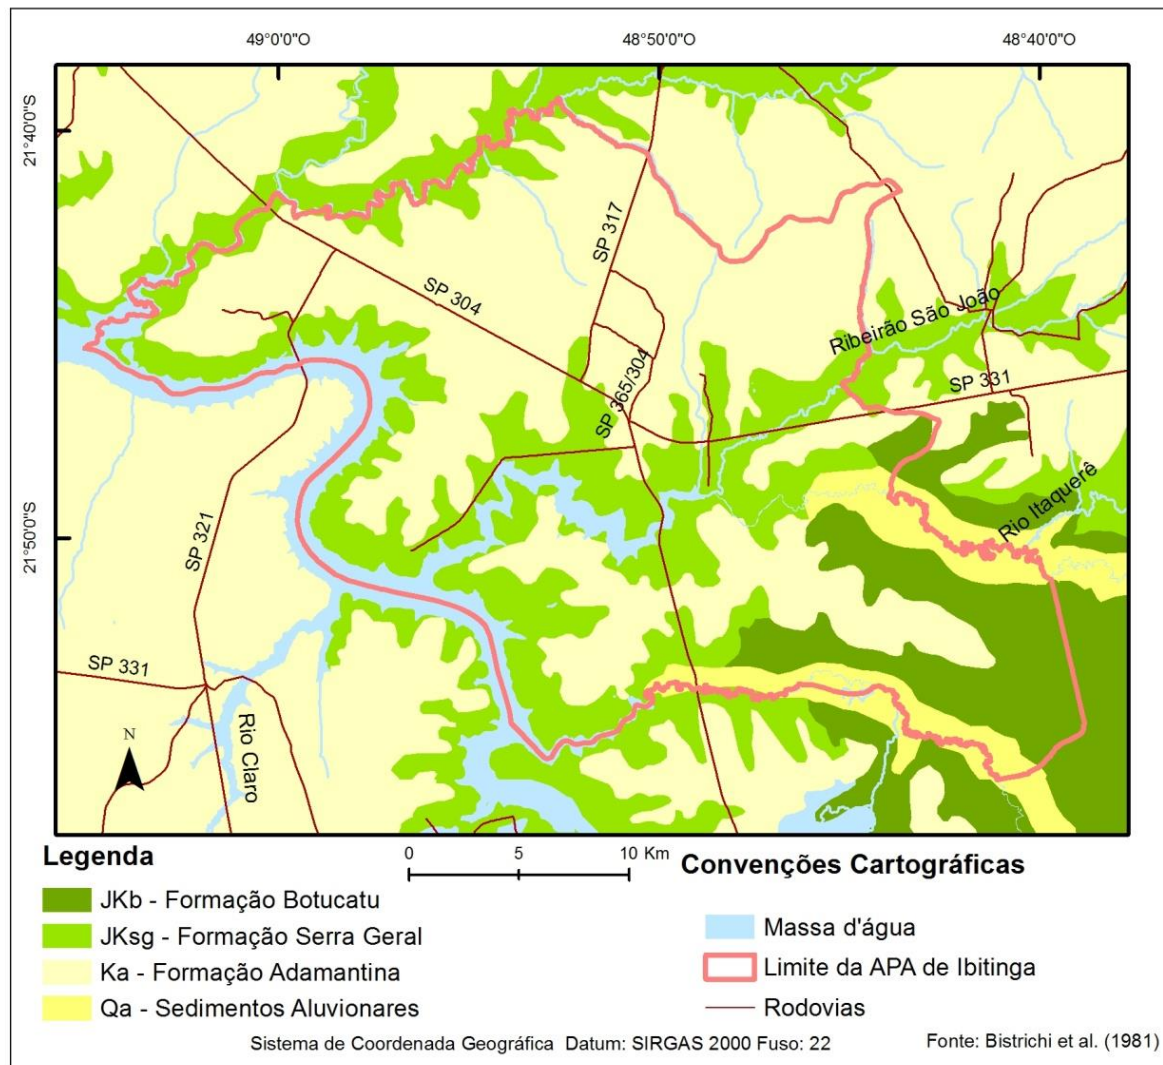 49°0'0"O
48°50'0"O
48°40'0"O
21°40'0"S
SP 317
SP 304
Ribeirão São João
SP 365/304
SP 331
21°50'0"S
SP 321
Rio Itaquerê
SP 331
Rio Claro
N
Legenda
0 5 10 Km
Convenções Cartográficas
JKb - Formação Botucatu
JKsg - Formação Serra Geral
Ka - Formação Adamantina
Qa - Sedimentos Aluvionares
Massa d'água
Limite da APA de Ibitinga
Rodovias
Sistema de Coordenada Geográfica Datum: SIRGAS 2000 Fuso: 22
Fonte: Bistrichi et al. (1981)